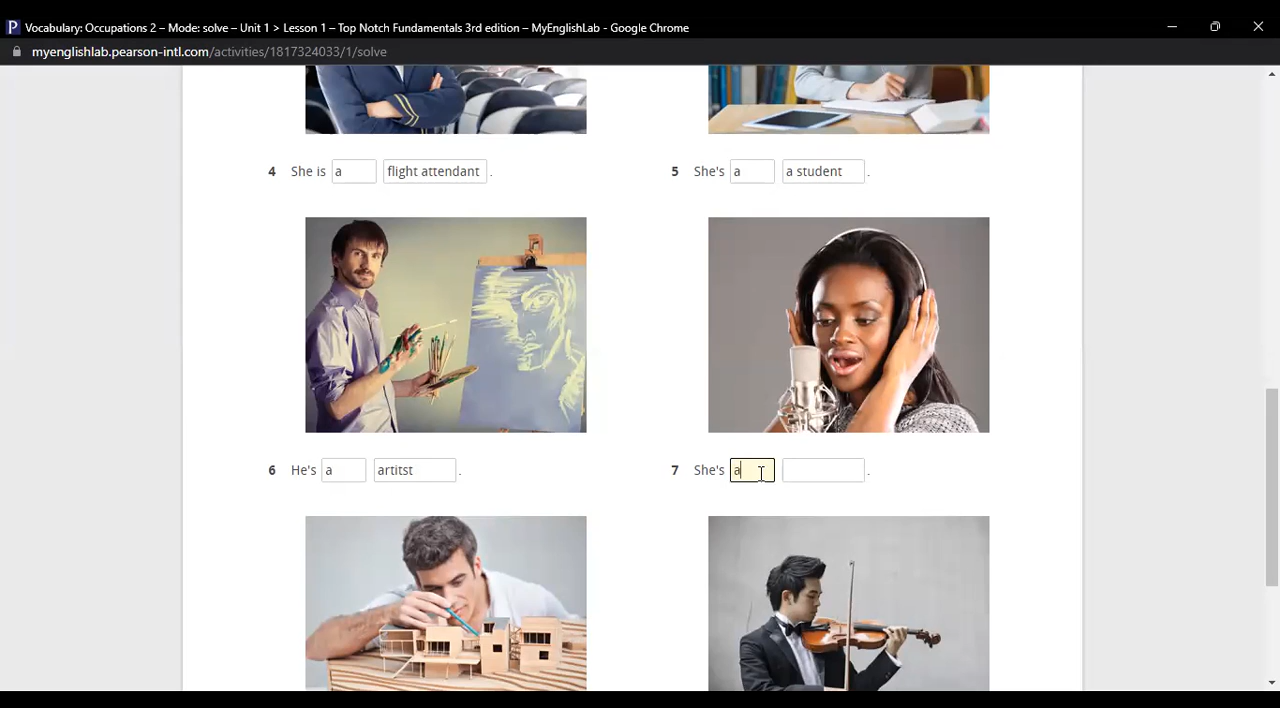 Vocabulary: Occupations 2 – Mode: solve – Unit 1 > Lesson 1 – Top Notch Fundamentals 3rd edition – MyEnglishLab - Google Chrome
myenglishlab.pearson-intl.com/activities/1817324033/1/solve
4 She is a flight attendant .
5 She's a a student .
6 He's a artitst .
7 She's a .